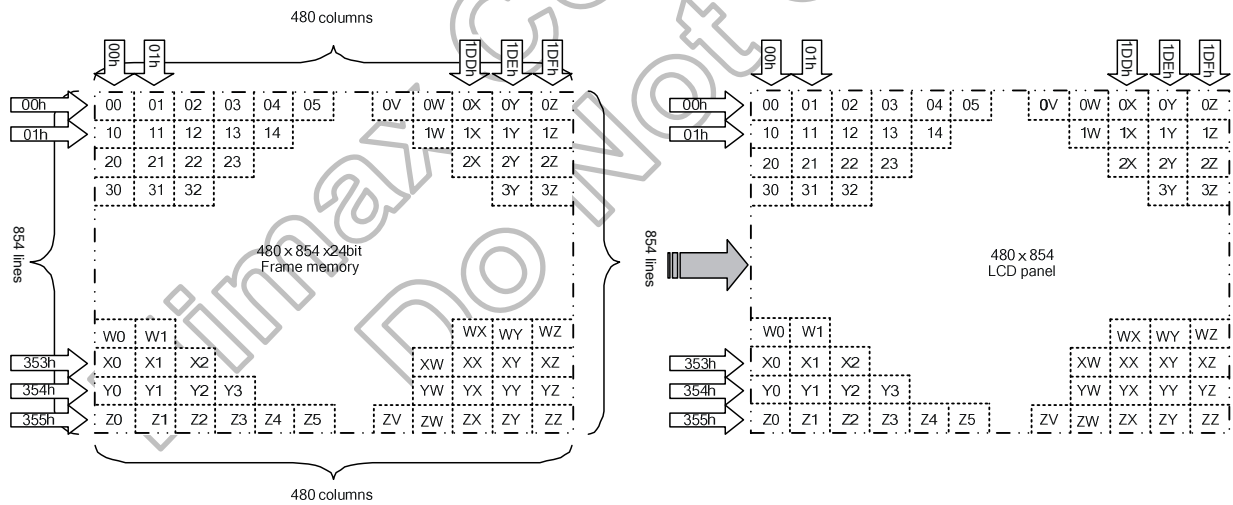 480 columns
00h 01h 1DDh 1DEh 1DFh 00h 01h 1DDh 1DEh 1DFh
00h 00 01 02 03 04 05 0V 0W 0X 0Y 0Z 00h 00 01 02 03 04 05 0V 0W 0X 0Y 0Z
01h 10 11 12 13 14 1W 1X 1Y 1Z 01h 10 11 12 13 14 1W 1X 1Y 1Z
20 21 22 23 2X 2Y 2Z 20 21 22 23 2X 2Y 2Z
30 31 32 3Y 3Z 30 31 32 3Y 3Z
854 lines 480 x 854 x24bit 854 lines 480 x 854
Frame memory LCD panel
W0 W1 WX WY WZ W0 W1 WX WY WZ
353h X0 X1 X2 XW XX XY XZ 353h X0 X1 X2 XW XX XY XZ
354h Y0 Y1 Y2 Y3 YW YX YY YZ 354h Y0 Y1 Y2 Y3 YW YX YY YZ
355h Z0 Z1 Z2 Z3 Z4 Z5 ZV ZW ZX ZY ZZ 355h Z0 Z1 Z2 Z3 Z4 Z5 ZV ZW ZX ZY ZZ
480 columns
Himax
Do Not